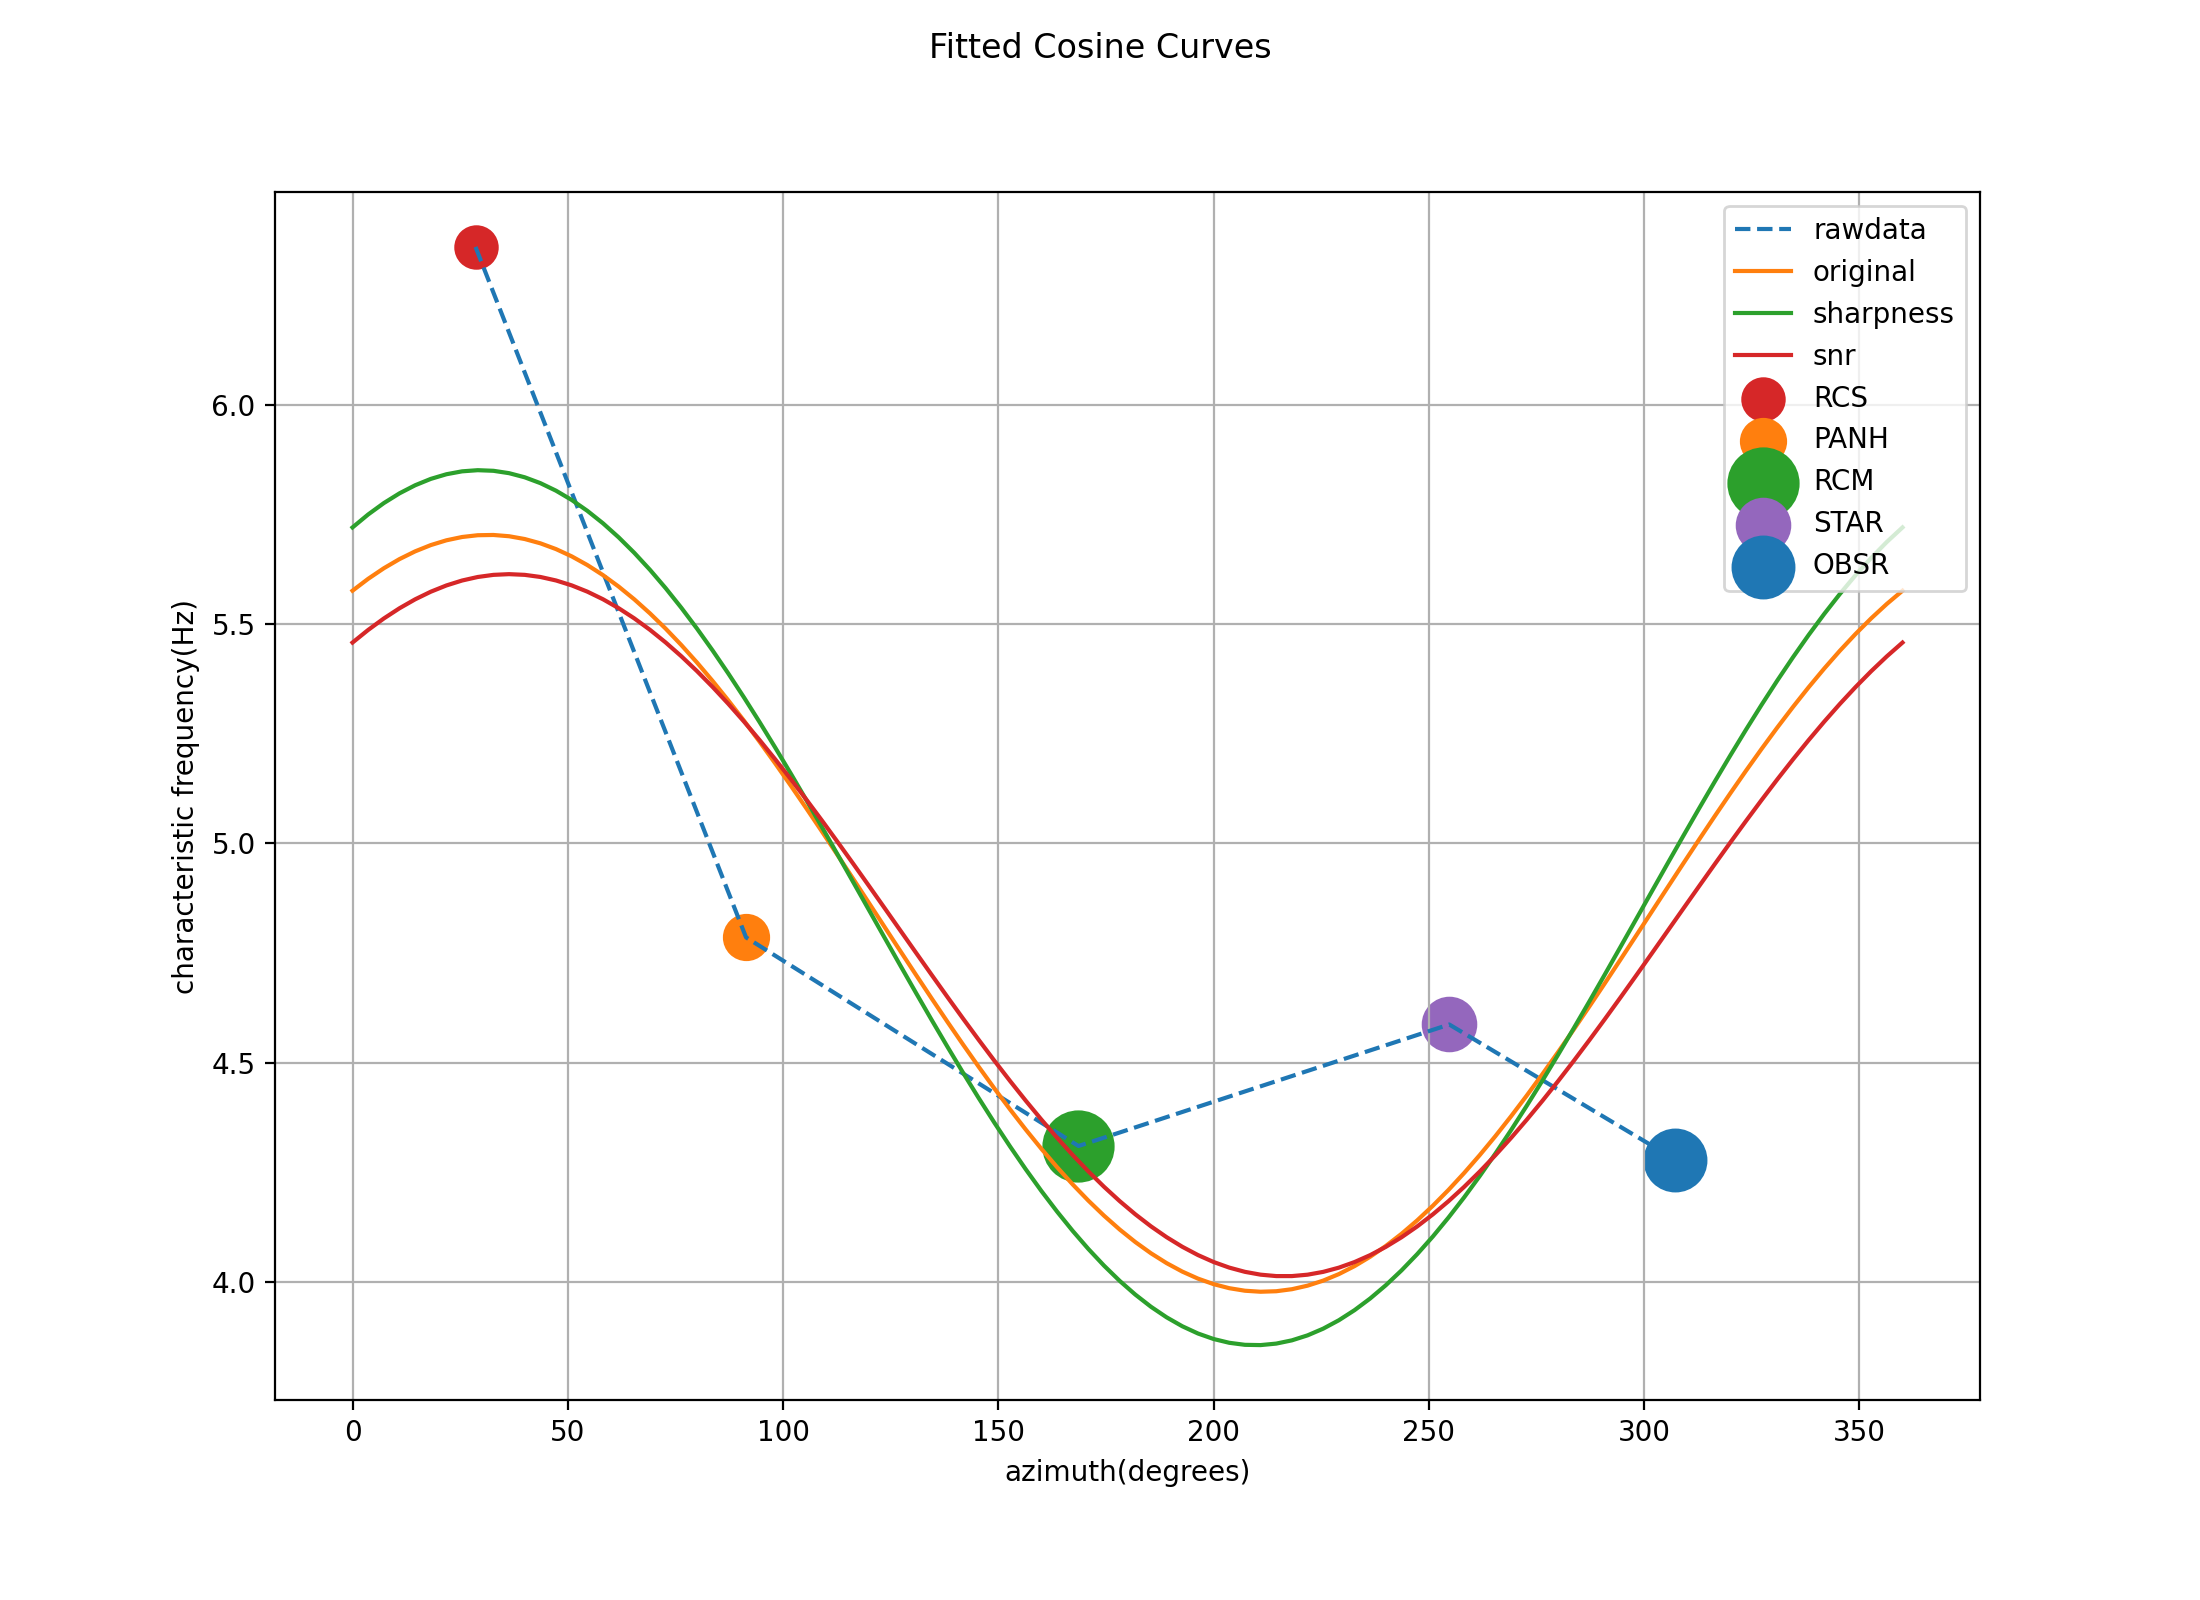 Fitted Cosine Curves
rawdata
original
sharpness
snr
RCS
PANH
RCM
STAR
OBSR
6.0
5.5
5.0
4.5
4.0
characteristic frequency(Hz)
0 50 100 150 200 250 300 350
azimuth(degrees)